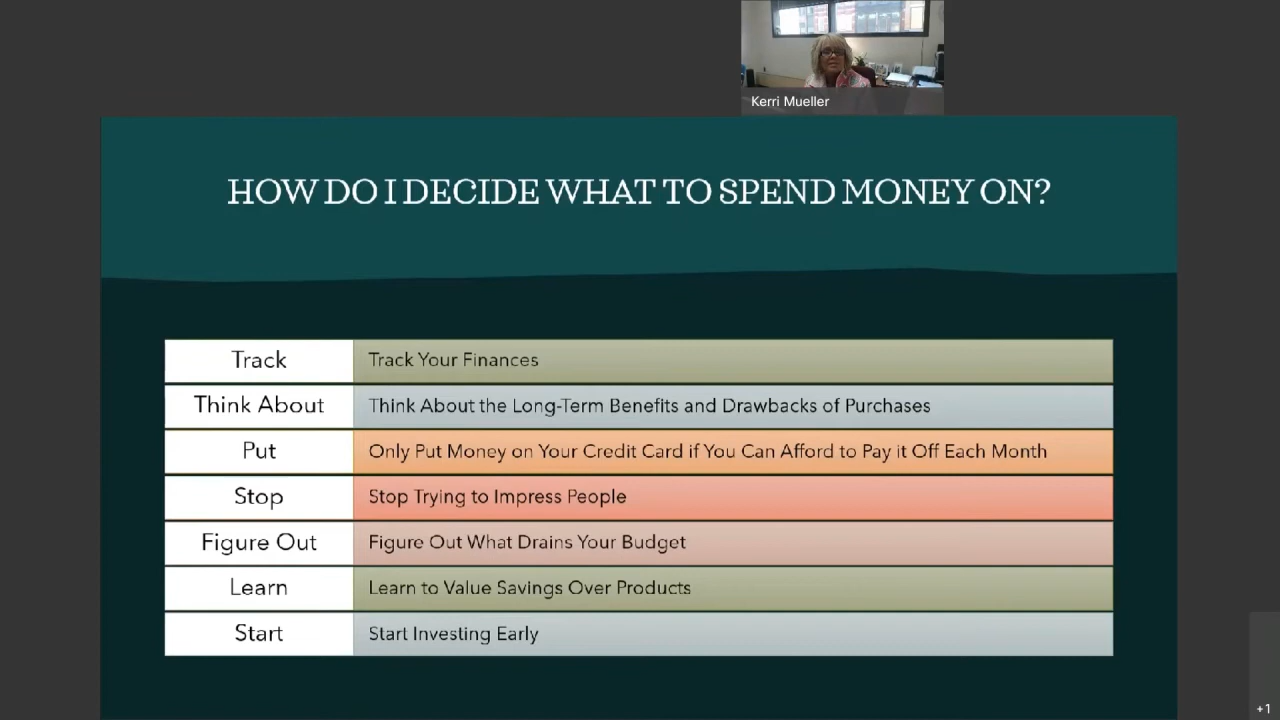 Kerri Mueller
HOW DO I DECIDE WHAT TO SPEND MONEY ON?
Track Track Your Finances
Think About Think About the Long-Term Benefits and Drawbacks of Purchases
Put Only Put Money on Your Credit Card if You Can Afford to Pay it Off Each Month
Stop Stop Trying to Impress People
Figure Out Figure Out What Drains Your Budget
Learn Learn to Value Savings Over Products
Start Start Investing Early
+1